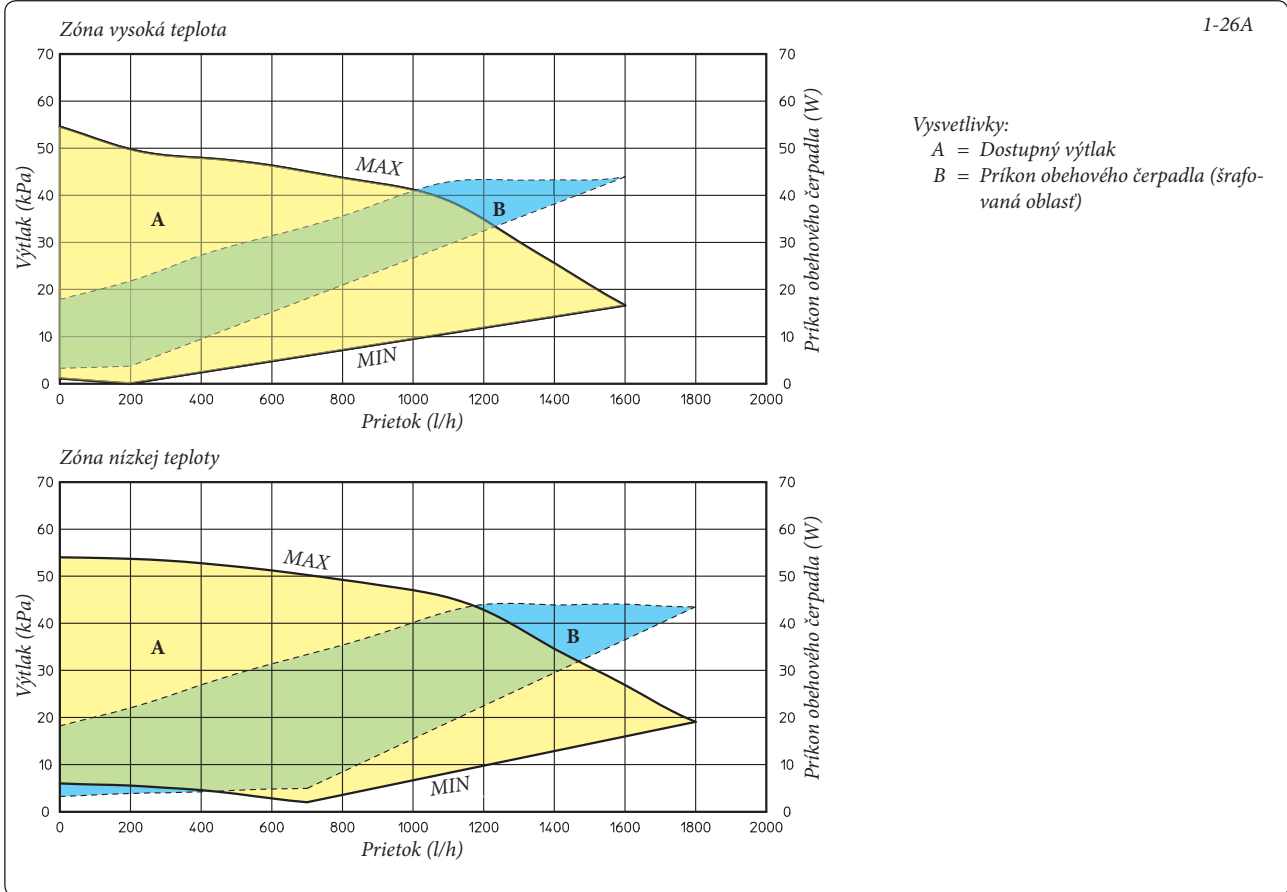 1-26A
Zóna vysoká teplota
70
60
50
40
30
20
10
0
Výtlak (kPa)
MAX
A
B
MIN
70
60
50
40
30
20
10
0
Príkon obehového čerpadla (W)
0 200 400 600 800 1000 1200 1400 1600 1800 2000
Prietok (l/h)
Vysvetlivky:
A = Dostupný výtlak
B = Príkon obehového čerpadla (šrafo-
vaná oblasť)
Zóna nízkej teploty
70
60
50
40
30
20
10
0
Výtlak (kPa)
MAX
A
B
MIN
70
60
50
40
30
20
10
0
Príkon obehového čerpadla (W)
0 200 400 600 800 1000 1200 1400 1600 1800 2000
Prietok (l/h)